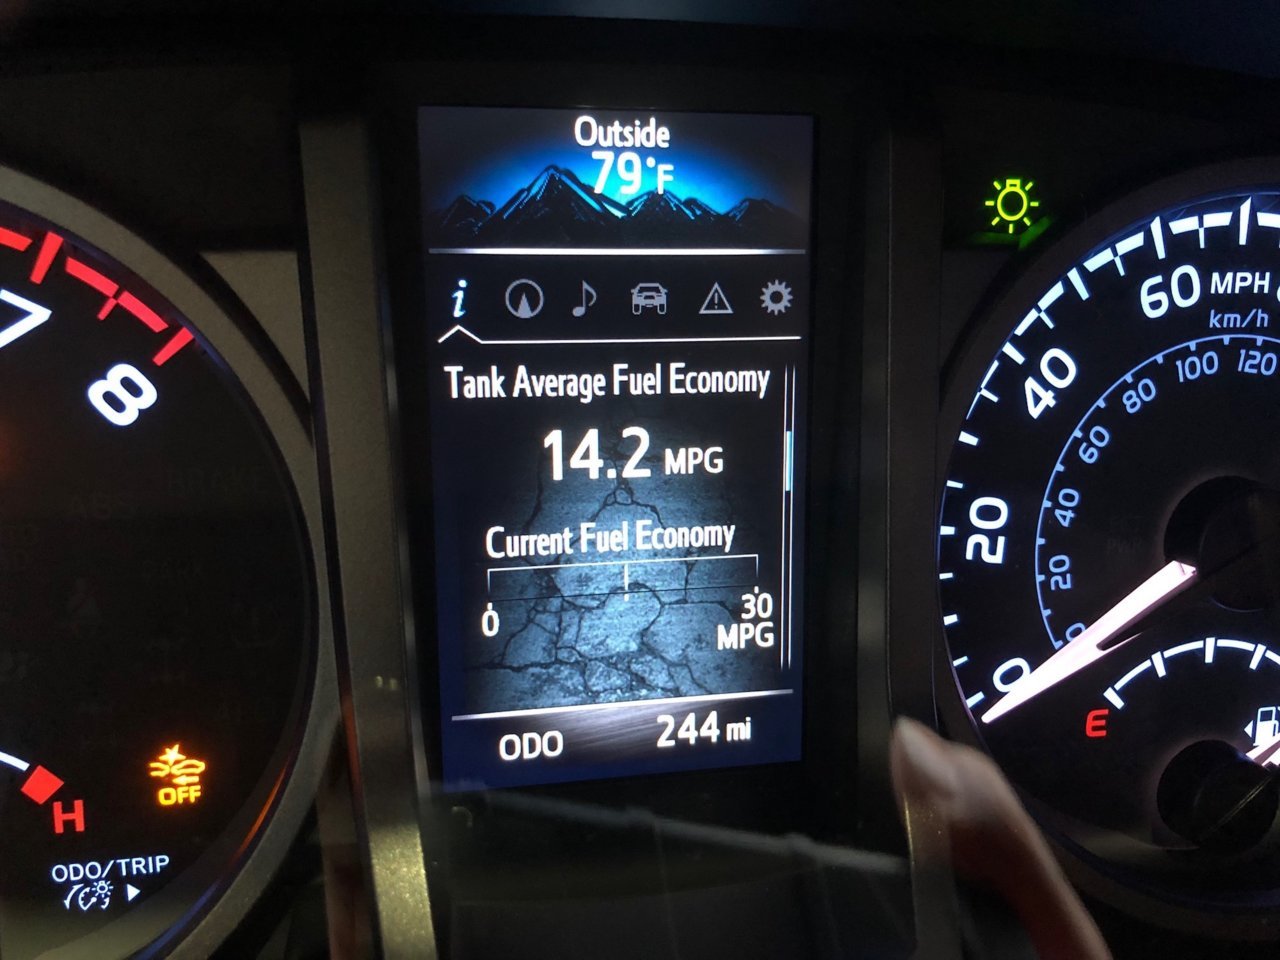 Outside
79°F
i
Tank Average Fuel Economy
14.2 MPG
Current Fuel Economy
0
30
MPG
ODO 244 mi
7
8
H
OFF
ODO/TRIP
60 MPH
km/h
40
20
0
120
100
80
60
40
20
0
E